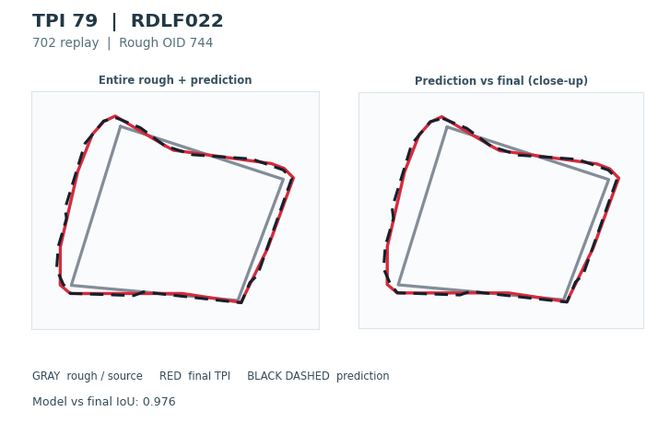 TPI 79 | RDLF022
702 replay | Rough OID 744
Entire rough + prediction
Prediction vs final (close-up)
GRAY rough / source RED final TPI BLACK DASHED prediction
Model vs final IoU: 0.976